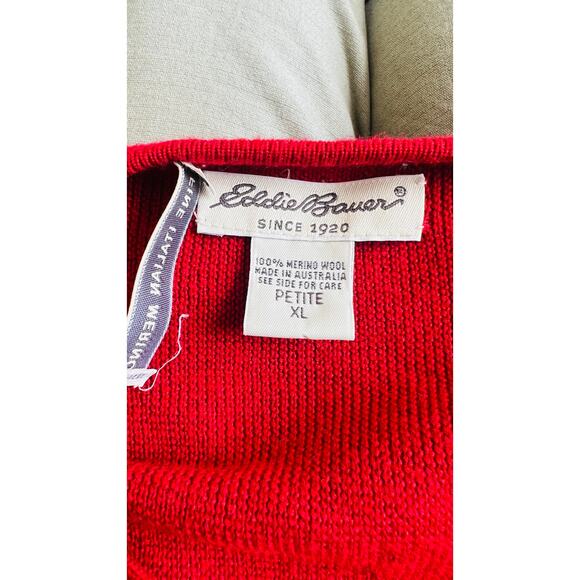 Eddie Bauer®
SINCE 1920
100% MERINO WOOL
MADE IN AUSTRALIA
SEE SIDE FOR CARE
PETITE
XL
FINE ITALIAN MERINO